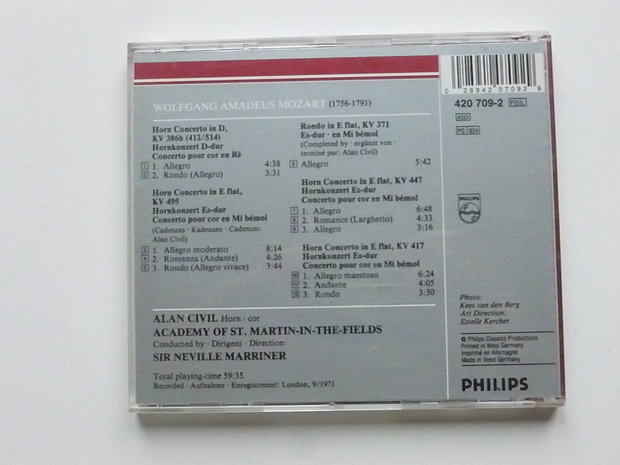 WOLFGANG AMADEUS MOZART (1756-1791)
Horn Concerto in D,
KV 386b (412/514)
Hornkonzert D-dur
Concerto pour cor en Ré
1 1. Allegro 4:38
2 2. Rondo (Allegro) 3:31
Horn Concerto in E flat,
KV 495
Hornkonzert Es-dur
Concerto pour cor en Mi bémol
(Cadenzas · Kadenzen · Cadences:
Alan Civil)
3 1. Allegro moderato 8:14
4 2. Romanza (Andante) 4:26
5 3. Rondo (Allegro vivace) 3:44
Rondo in E flat, KV 371
Es-dur · en Mi bémol
(Completed by · ergänzt von ·
terminé par: Alan Civil)
6 Allegro 5:42
Horn Concerto in E flat, KV 447
Hornkonzert Es-dur
Concerto pour cor en Mi bémol
7 1. Allegro 6:48
8 2. Romance (Larghetto) 4:33
9 3. Allegro 3:16
Horn Concerto in E flat, KV 417
Hornkonzert Es-dur
Concerto pour cor en Mi bémol
10 1. Allegro maestoso 6:24
11 2. Andante 4:05
12 3. Rondo 3:30
ALAN CIVIL Horn · cor
ACADEMY OF ST. MARTIN-IN-THE-FIELDS
Conducted by · Dirigent · Direction:
SIR NEVILLE MARRINER
Total playing-time 59:35
Recorded · Aufnahme · Enregistrement: London, 9/1971
0 28942 07092 9
420 709-2
ADD
PHILIPS
Photo:
Kees van den Berg
Art Direction:
Estelle Kercher
℗ Philips Classics Productions
Printed in West Germany
Imprimé en Allemagne
Made in West Germany
PHILIPS